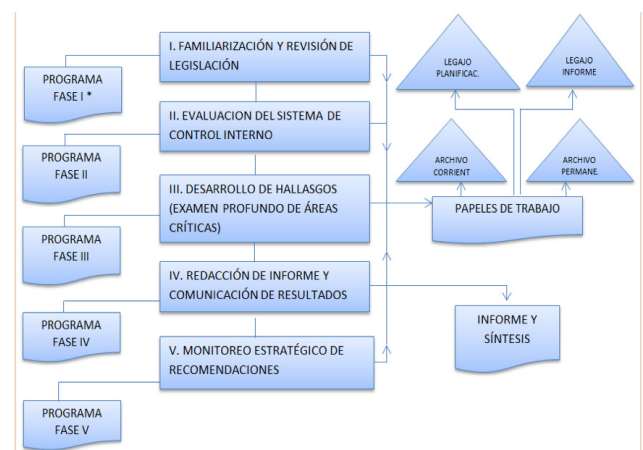 I. FAMILIARIZACIÓN Y REVISIÓN DE
LEGISLACIÓN
PROGRAMA
FASE I *
II. EVALUACION DEL SISTEMA DE
CONTROL INTERNO
PROGRAMA
FASE II
III. DESARROLLO DE HALLASGOS
(EXAMEN PROFUNDO DE ÁREAS
CRÍTICAS)
PROGRAMA
FASE III
IV. REDACCIÓN DE INFORME Y
COMUNICACIÓN DE RESULTADOS
PROGRAMA
FASE IV
V. MONITOREO ESTRATÉGICO DE
RECOMENDACIONES
PROGRAMA
FASE V
LEGAJO
PLANIFICAC.
LEGAJO
INFORME
ARCHIVO
CORRIENT
ARCHIVO
PERMANE.
PAPELES DE TRABAJO
INFORME Y
SÍNTESIS